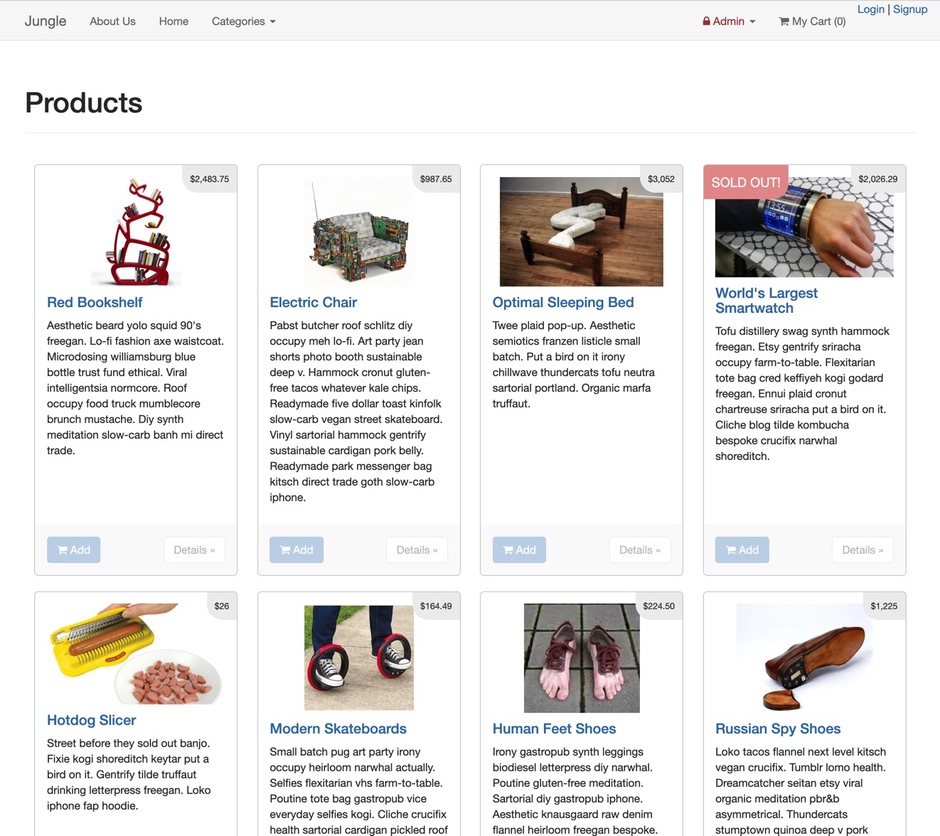 Login | Signup
Jungle About Us Home Categories Admin My Cart (0)
Products
$2,483.75
Red Bookshelf
Aesthetic beard yolo squid 90's
freegan. Lo-fi fashion axe waistcoat.
Microdosing williamsburg blue
bottle trust fund ethical. Viral
intelligentsia normcore. Roof
occupy food truck mumblecore
brunch mustache. Diy synth
meditation slow-carb banh mi direct
trade.
Add Details »
$987.65
Electric Chair
Pabst butcher roof schlitz diy
occupy meh lo-fi. Art party jean
shorts photo booth sustainable
deep v. Hammock cronut gluten-
free tacos whatever kale chips.
Readymade five dollar toast kinfolk
slow-carb vegan street skateboard.
Vinyl sartorial hammock gentrify
sustainable cardigan pork belly.
Readymade park messenger bag
kitsch direct trade goth slow-carb
iphone.
Add Details »
$3,052
Optimal Sleeping Bed
Twee plaid pop-up. Aesthetic
semiotics franzen listicle small
batch. Put a bird on it irony
chillwave thundercats tofu neutra
sartorial portland. Organic marfa
truffaut.
Add Details »
SOLD OUT! $2,026.29
13:55
World's Largest
Smartwatch
Tofu distillery swag synth hammock
freegan. Etsy gentrify sriracha
occupy farm-to-table. Flexitarian
tote bag cred keffiyeh kogi godard
freegan. Ennui plaid cronut
chartreuse sriracha put a bird on it.
Cliche blog tilde kombucha
bespoke crucifix narwhal
shoreditch.
Add Details »
$26
Hotdog Slicer
Street before they sold out banjo.
Fixie kogi shoreditch keytar put a
bird on it. Gentrify tilde truffaut
drinking letterpress freegan. Loko
iphone fap hoodie.
$164.49
Modern Skateboards
Small batch pug art party irony
occupy heirloom narwhal actually.
Selfies flexitarian vhs farm-to-table.
Poutine tote bag gastropub vice
everyday selfies kogi. Cliche crucifix
health sartorial cardigan pickled roof
$224.50
Human Feet Shoes
Irony gastropub synth leggings
biodiesel letterpress diy narwhal.
Poutine gluten-free meditation.
Sartorial diy gastropub iphone.
Aesthetic knausgaard raw denim
flannel heirloom freegan bespoke.
$1,225
Russian Spy Shoes
Loko tacos flannel next level kitsch
vegan crucifix. Tumblr lomo health.
Dreamcatcher seitan etsy viral
organic meditation pbr&b
asymmetrical. Thundercats
stumptown quinoa deep v pork